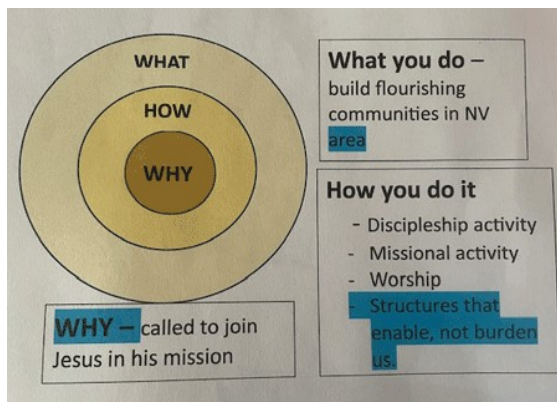 WHAT
HOW
WHY
What you do –
build flourishing
communities in NV
area
How you do it
- Discipleship activity
- Missional activity
- Worship
- Structures that
enable, not burden
us.
WHY – called to join
Jesus in his mission